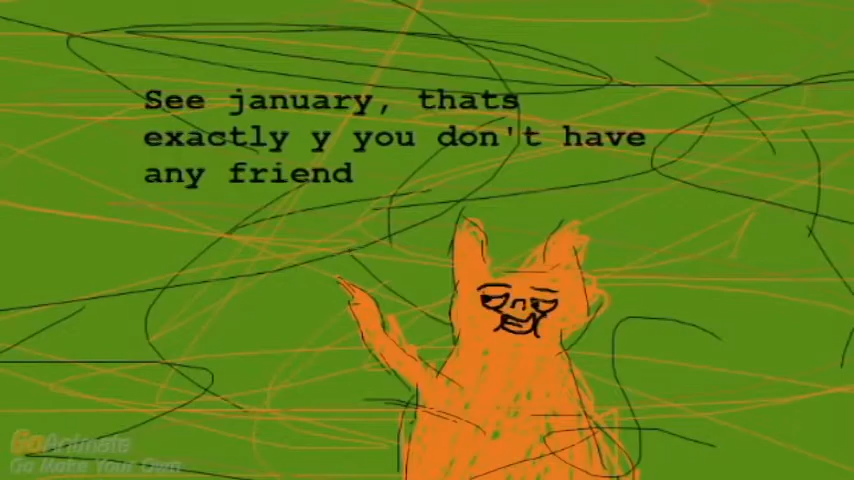 See january, thats
exactly y you don't have
any friend
GoAnimate
Go Make Your Own